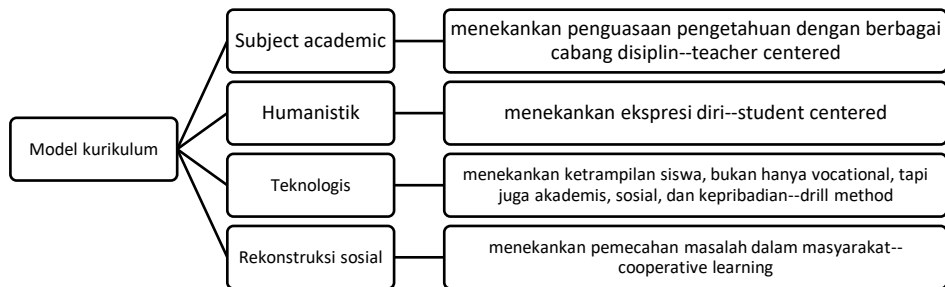 Model kurikulum
Subject academic
menekankan penguasaan pengetahuan dengan berbagai
cabang disiplin--teacher centered
Humanistik
menekankan ekspresi diri--student centered
Teknologis
menekankan ketrampilan siswa, bukan hanya vocational, tapi
juga akademis, sosial, dan kepribadian--drill method
Rekonstruksi sosial
menekankan pemecahan masalah dalam masyarakat--
cooperative learning